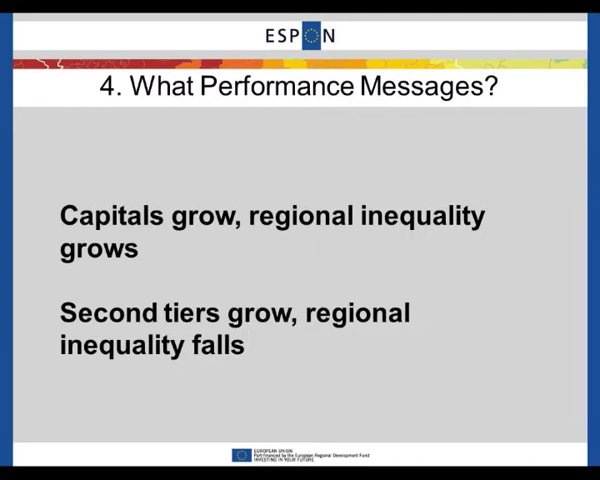 ESPON
4. What Performance Messages?
Capitals grow, regional inequality
grows
Second tiers grow, regional
inequality falls
EUROPEAN UNION
Part-financed by the European Regional Development Fund
INVESTING IN YOUR FUTURE